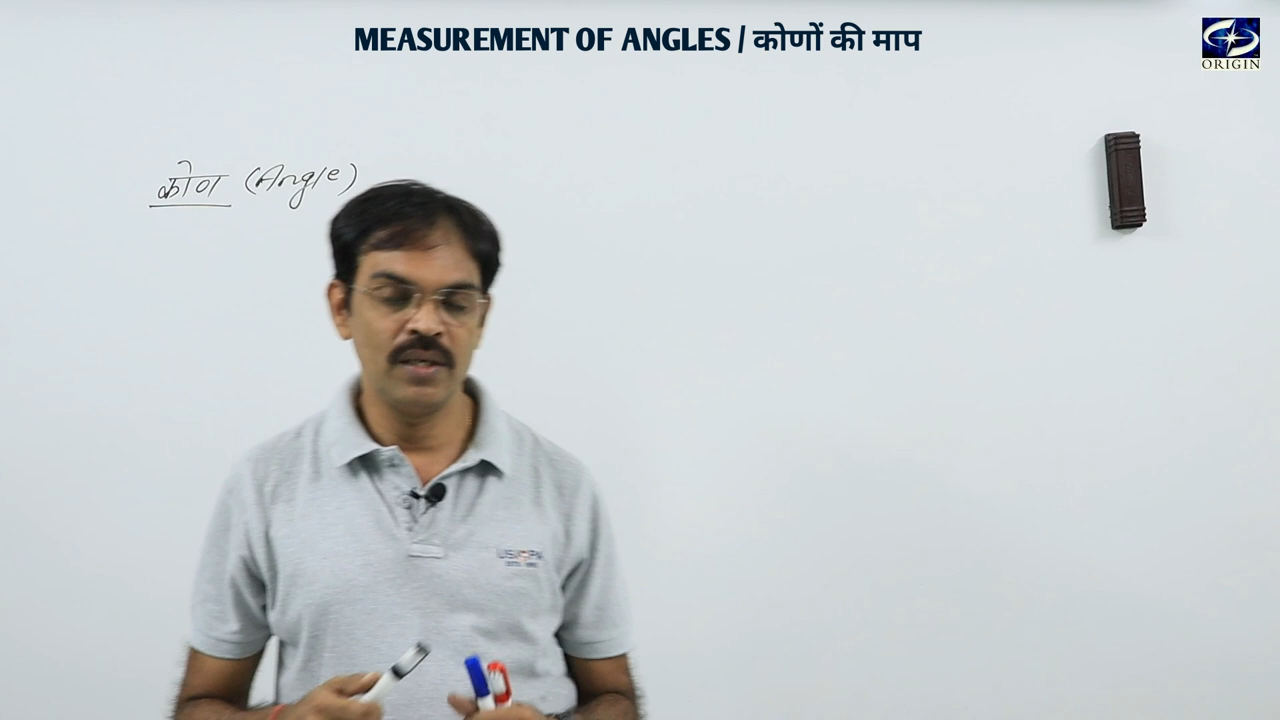 MEASUREMENT OF ANGLES / कोणों की माप
ORIGIN
कोण (Angle)